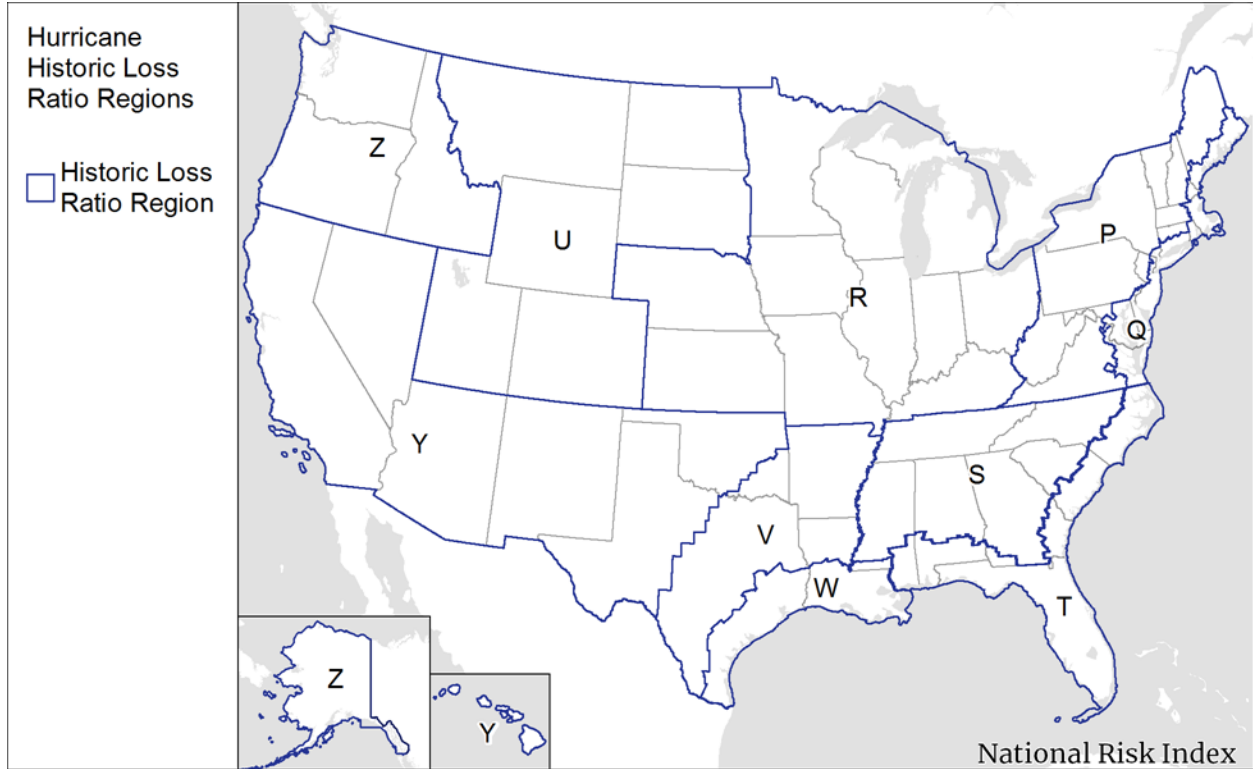 Hurricane
Historic Loss
Ratio Regions
Historic Loss
Ratio Region
Z
U
P
R
Q
Y
S
V
W
T
Z
Y
National Risk Index